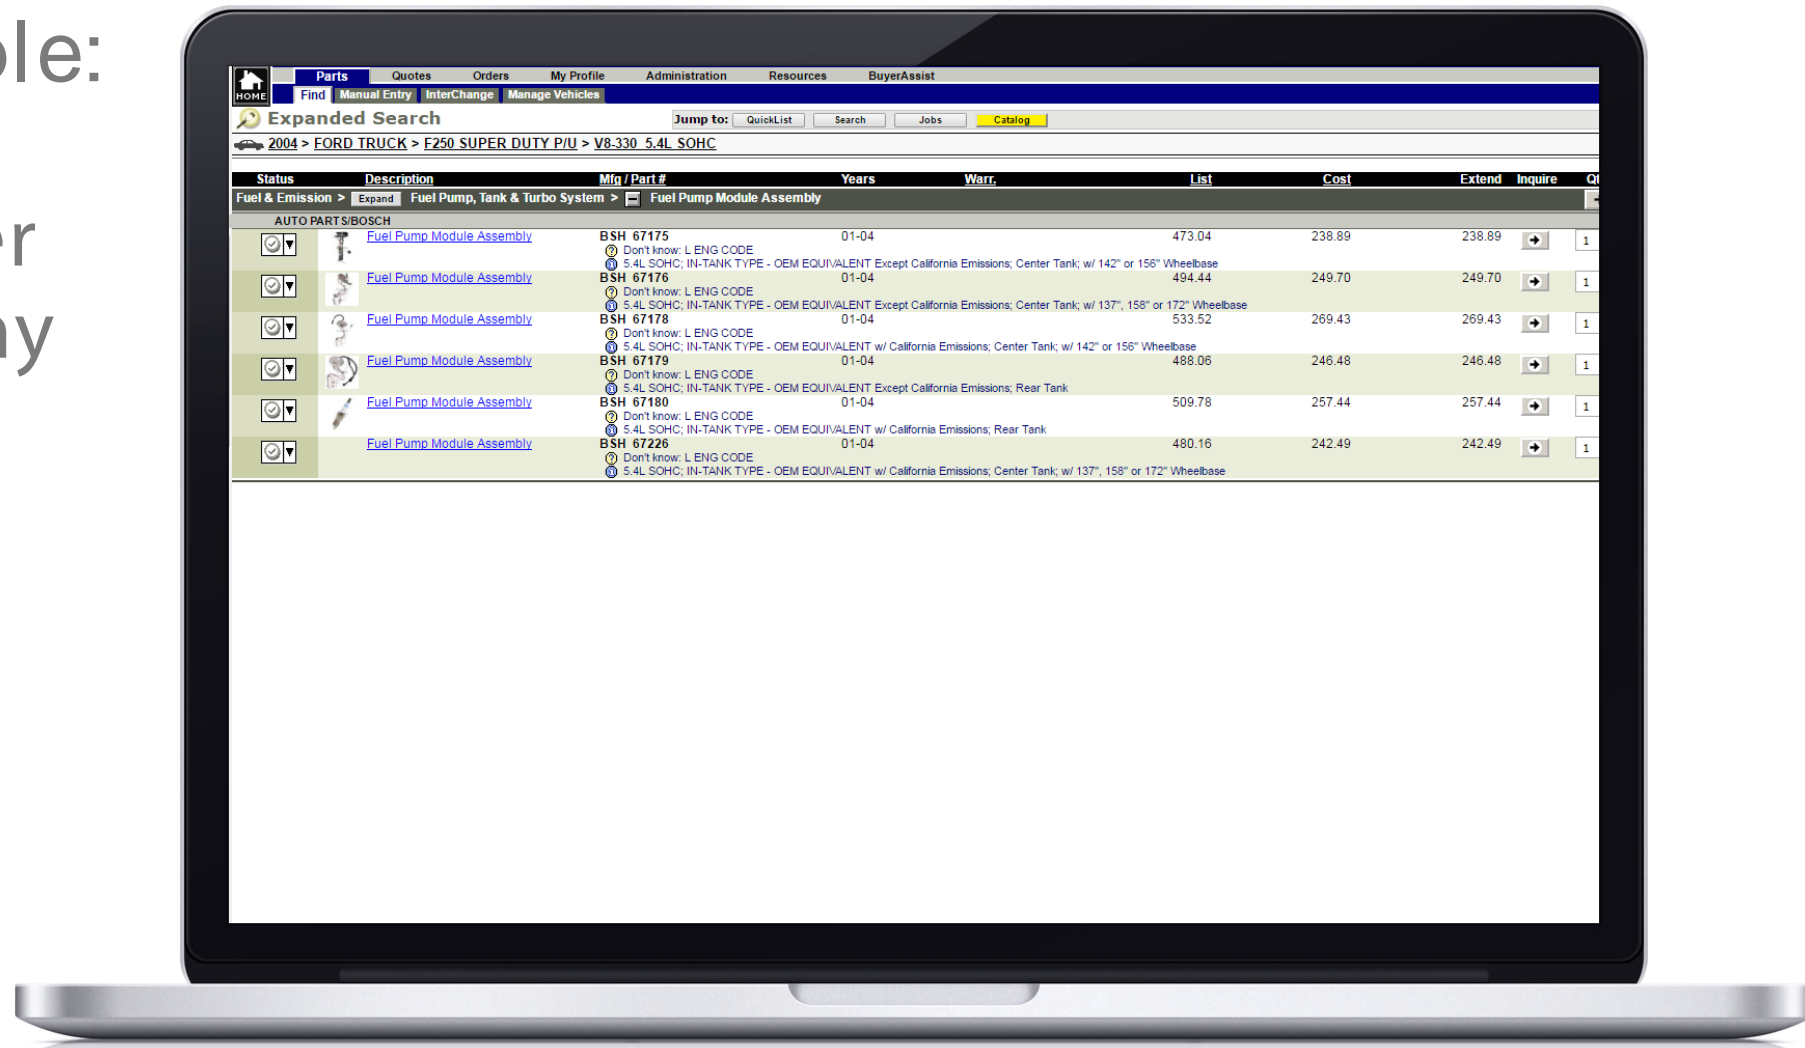 ole:
er
ay
HOME
Parts Quotes Orders My Profile Administration Resources BuyerAssist
Find Manual Entry InterChange Manage Vehicles
Expanded Search Jump to: QuickList Search Jobs Catalog
2004 > FORD TRUCK > F250 SUPER DUTY P/U > V8-330 5.4L SOHC
Status Description Mfg / Part # Years Warr. List Cost Extend Inquire Qt
Fuel & Emission > Expand Fuel Pump, Tank & Turbo System > Fuel Pump Module Assembly
AUTO PARTS/BOSCH
Fuel Pump Module Assembly BSH 67175 01-04 473.04 238.89 238.89 1
Don't know: L ENG CODE
5.4L SOHC; IN-TANK TYPE - OEM EQUIVALENT Except California Emissions; Center Tank; w/ 142" or 156" Wheelbase
Fuel Pump Module Assembly BSH 67176 01-04 494.44 249.70 249.70 1
Don't know: L ENG CODE
5.4L SOHC; IN-TANK TYPE - OEM EQUIVALENT Except California Emissions; Center Tank; w/ 137", 158" or 172" Wheelbase
Fuel Pump Module Assembly BSH 67178 01-04 533.52 269.43 269.43 1
Don't know: L ENG CODE
5.4L SOHC; IN-TANK TYPE - OEM EQUIVALENT w/ California Emissions; Center Tank; w/ 142" or 156" Wheelbase
Fuel Pump Module Assembly BSH 67179 01-04 488.06 246.48 246.48 1
Don't know: L ENG CODE
5.4L SOHC; IN-TANK TYPE - OEM EQUIVALENT Except California Emissions; Rear Tank
Fuel Pump Module Assembly BSH 67180 01-04 509.78 257.44 257.44 1
Don't know: L ENG CODE
5.4L SOHC; IN-TANK TYPE - OEM EQUIVALENT w/ California Emissions; Rear Tank
Fuel Pump Module Assembly BSH 67226 01-04 480.16 242.49 242.49 1
Don't know: L ENG CODE
5.4L SOHC; IN-TANK TYPE - OEM EQUIVALENT w/ California Emissions; Center Tank; w/ 137", 158" or 172" Wheelbase